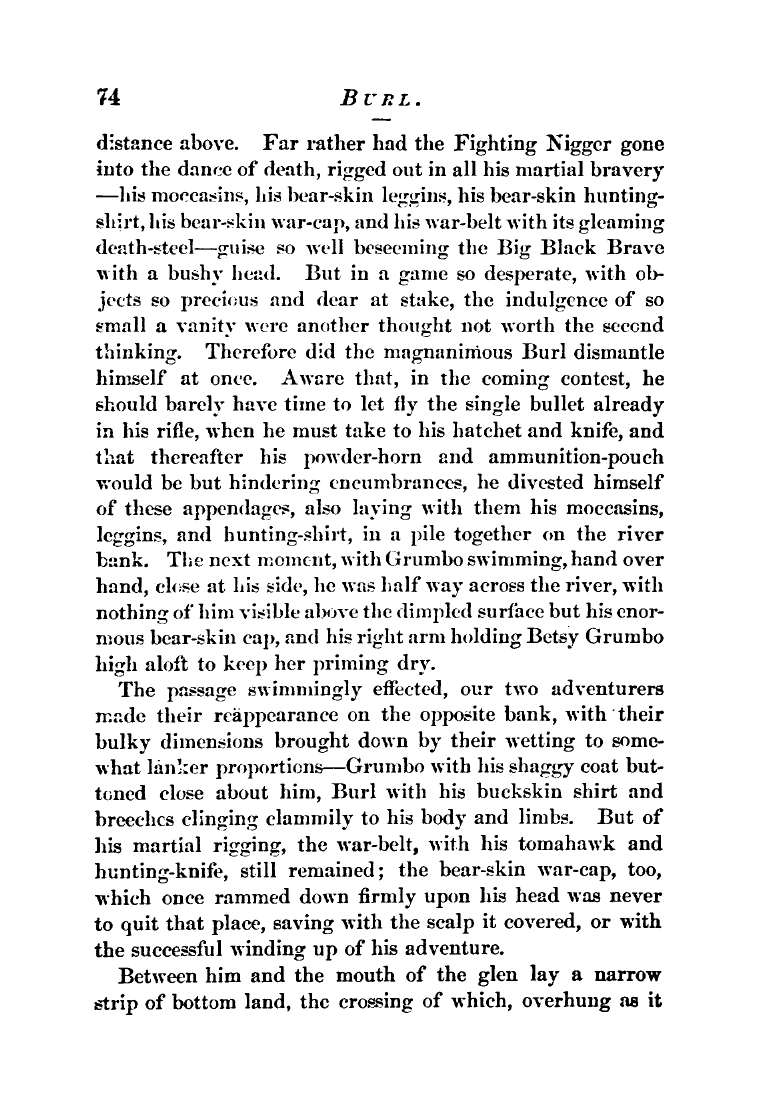 74 BURL.
distance above. Far rather had the Fighting Nigger gone
into the dance of death, rigged out in all his martial bravery
—his moccasins, his bear-skin leggins, his bear-skin hunting-
shirt, his bear-skin war-cap, and his war-belt with its gleaming
death-steel—guise so well beseeming the Big Black Brave
with a bushy head. But in a game so desperate, with ob-
jects so precious and dear at stake, the indulgence of so
small a vanity were another thought not worth the second
thinking. Therefore did the magnanimous Burl dismantle
himself at once. Aware that, in the coming contest, he
should barely have time to let fly the single bullet already
in his rifle, when he must take to his hatchet and knife, and
that thereafter his powder-horn and ammunition-pouch
would be but hindering encumbrances, he divested himself
of these appendages, also laying with them his moccasins,
leggins, and hunting-shirt, in a pile together on the river
bank. The next moment, with Grumbo swimming, hand over
hand, close at his side, he was half way across the river, with
nothing of him visible above the dimpled surface but his enor-
mous bear-skin cap, and his right arm holding Betsy Grumbo
high aloft to keep her priming dry.
The passage swimmingly effected, our two adventurers
made their reäppearance on the opposite bank, with their
bulky dimensions brought down by their wetting to some-
what lanker proportions—Grumbo with his shaggy coat but-
toned close about him, Burl with his buckskin shirt and
breeches clinging clammily to his body and limbs. But of
his martial rigging, the war-belt, with his tomahawk and
hunting-knife, still remained; the bear-skin war-cap, too,
which once rammed down firmly upon his head was never
to quit that place, saving with the scalp it covered, or with
the successful winding up of his adventure.
Between him and the mouth of the glen lay a narrow
strip of bottom land, the crossing of which, overhung as it